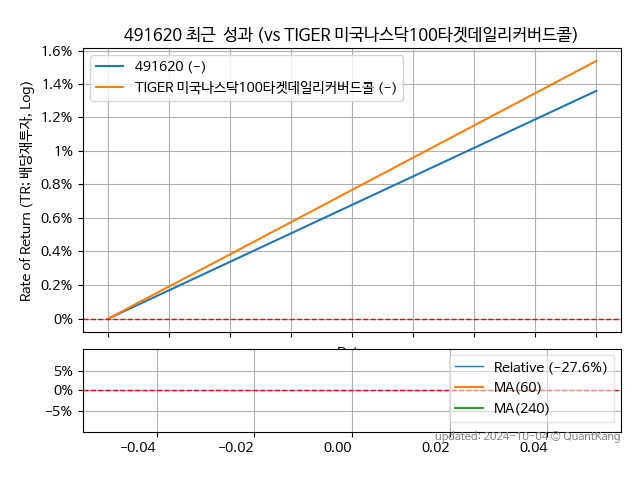 491620 최근 성과 (vs TIGER 미국나스닥100타겟데일리커버드콜)
Rate of Return (TR: 배당재투자, Log)
1.6%
1.4%
1.2%
1%
0.8%
0.6%
0.4%
0.2%
0%
491620 (-)
TIGER 미국나스닥100타겟데일리커버드콜 (-)
5%
0%
-5%
Relative (-27.6%)
MA(60)
MA(240)
updated: 2024-10-04 © QuantKang
-0.04
-0.02
0.00
0.02
0.04